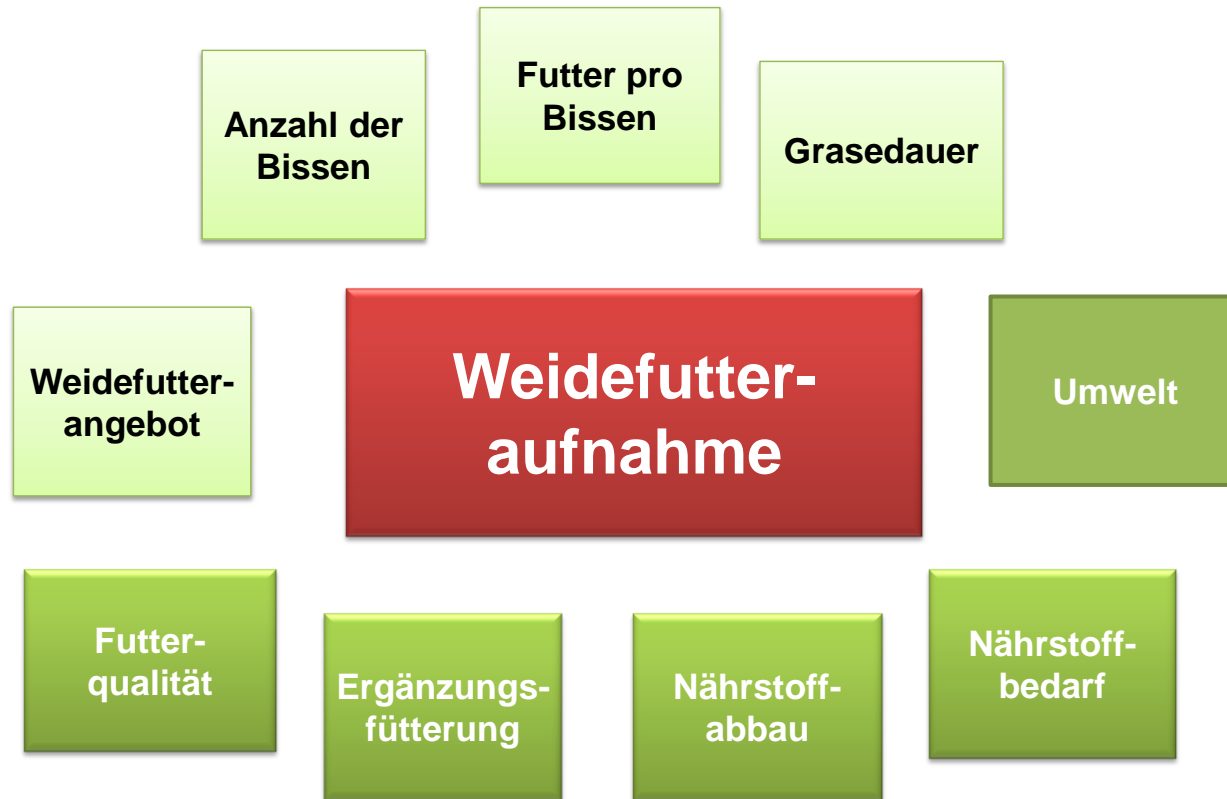 Futter pro
Bissen
Anzahl der
Bissen
Grasedauer
Weidefutter-
angebot
Weidefutter-
aufnahme
Umwelt
Futter-
qualität
Ergänzungs-
fütterung
Nährstoff-
abbau
Nährstoff-
bedarf